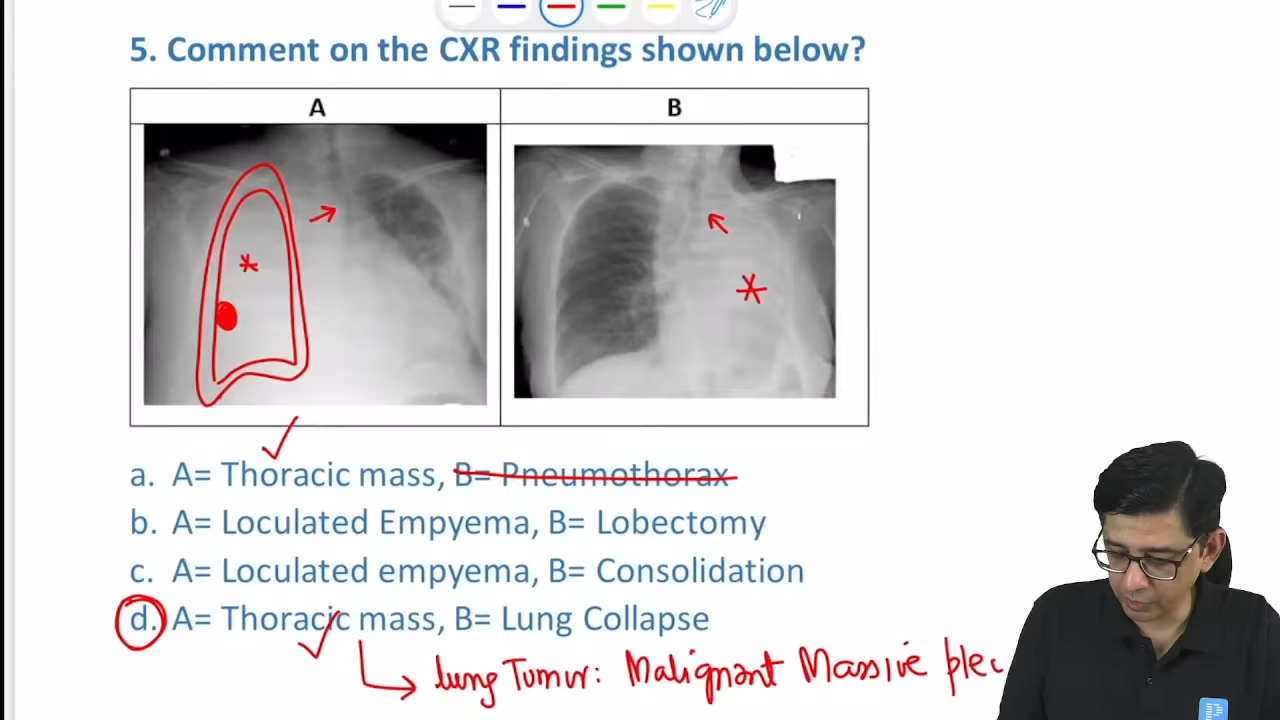 5. Comment on the CXR findings shown below?
A
B
a. A= Thoracic mass, B= Pneumothorax
b. A= Loculated Empyema, B= Lobectomy
c. A= Loculated empyema, B= Consolidation
d. A= Thoracic mass, B= Lung Collapse
lung Tumor: Malignant Massive plec